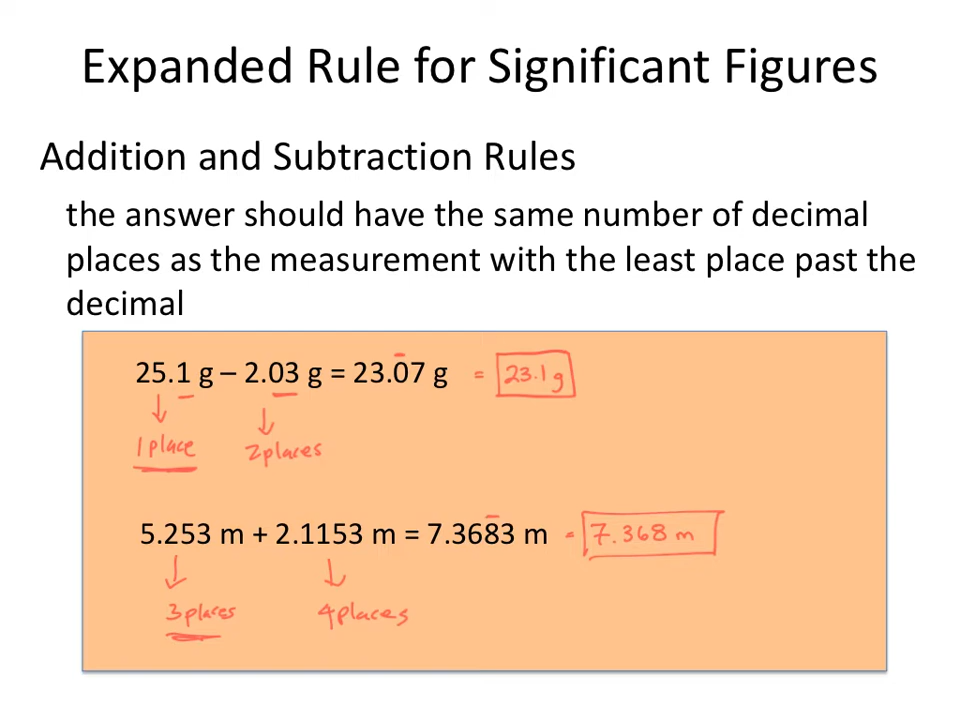 Expanded Rule for Significant Figures
Addition and Subtraction Rules
the answer should have the same number of decimal
places as the measurement with the least place past the
decimal
25.1 g – 2.03 g = 23.07 g = 23.1 g
1 place 2 places
5.253 m + 2.1153 m = 7.3683 m = 7.368 m
3 places 4 places